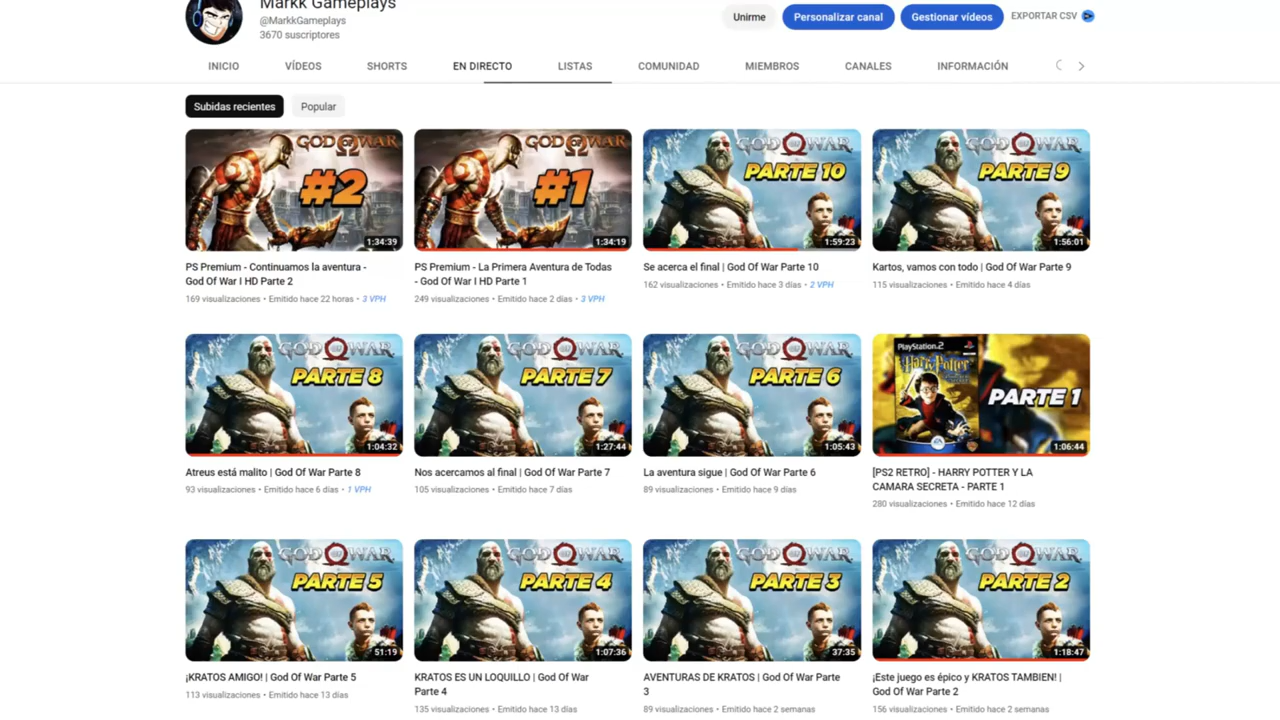 Markk Gameplays
@MarkkGameplays
3670 suscriptores
Unirme
Personalizar canal
Gestionar vídeos
EXPORTAR CSV
INICIO
VÍDEOS
SHORTS
EN DIRECTO
LISTAS
COMUNIDAD
MIEMBROS
CANALES
INFORMACIÓN
Subidas recientes
Popular
GOD OF WAR
#2
1:34:39
GOD OF WAR
#1
1:34:19
GOD OF WAR
PARTE 10
1:59:23
GOD OF WAR
PARTE 9
1:56:01
PS Premium - Continuamos la aventura -
God Of War I HD Parte 2
169 visualizaciones • Emitido hace 22 horas • 3 VPH
PS Premium - La Primera Aventura de Todas
- God Of War I HD Parte 1
249 visualizaciones • Emitido hace 2 días • 3 VPH
Se acerca el final | God Of War Parte 10
162 visualizaciones • Emitido hace 3 días • 2 VPH
Kartos, vamos con todo | God Of War Parte 9
115 visualizaciones • Emitido hace 4 días
GOD OF WAR
PARTE 8
1:04:32
GOD OF WAR
PARTE 7
1:27:44
GOD OF WAR
PARTE 6
1:05:43
PlayStation.2
Harry Potter
EA
PARTE 1
1:06:44
Atreus está malito | God Of War Parte 8
93 visualizaciones • Emitido hace 6 días • 1 VPH
Nos acercamos al final | God Of War Parte 7
105 visualizaciones • Emitido hace 7 días
La aventura sigue | God Of War Parte 6
89 visualizaciones • Emitido hace 9 días
[PS2 RETRO] - HARRY POTTER Y LA
CAMARA SECRETA - PARTE 1
280 visualizaciones • Emitido hace 12 días
GOD OF WAR
PARTE 5
51:19
GOD OF WAR
PARTE 4
1:07:36
GOD OF WAR
PARTE 3
37:35
GOD OF WAR
PARTE 2
1:18:47
¡KRATOS AMIGO! | God Of War Parte 5
113 visualizaciones • Emitido hace 13 días
KRATOS ES UN LOQUILLO | God Of War
Parte 4
135 visualizaciones • Emitido hace 13 días
AVENTURAS DE KRATOS | God Of War Parte
3
89 visualizaciones • Emitido hace 2 semanas
¡Este juego es épico y KRATOS TAMBIEN! |
God Of War Parte 2
156 visualizaciones • Emitido hace 2 semanas